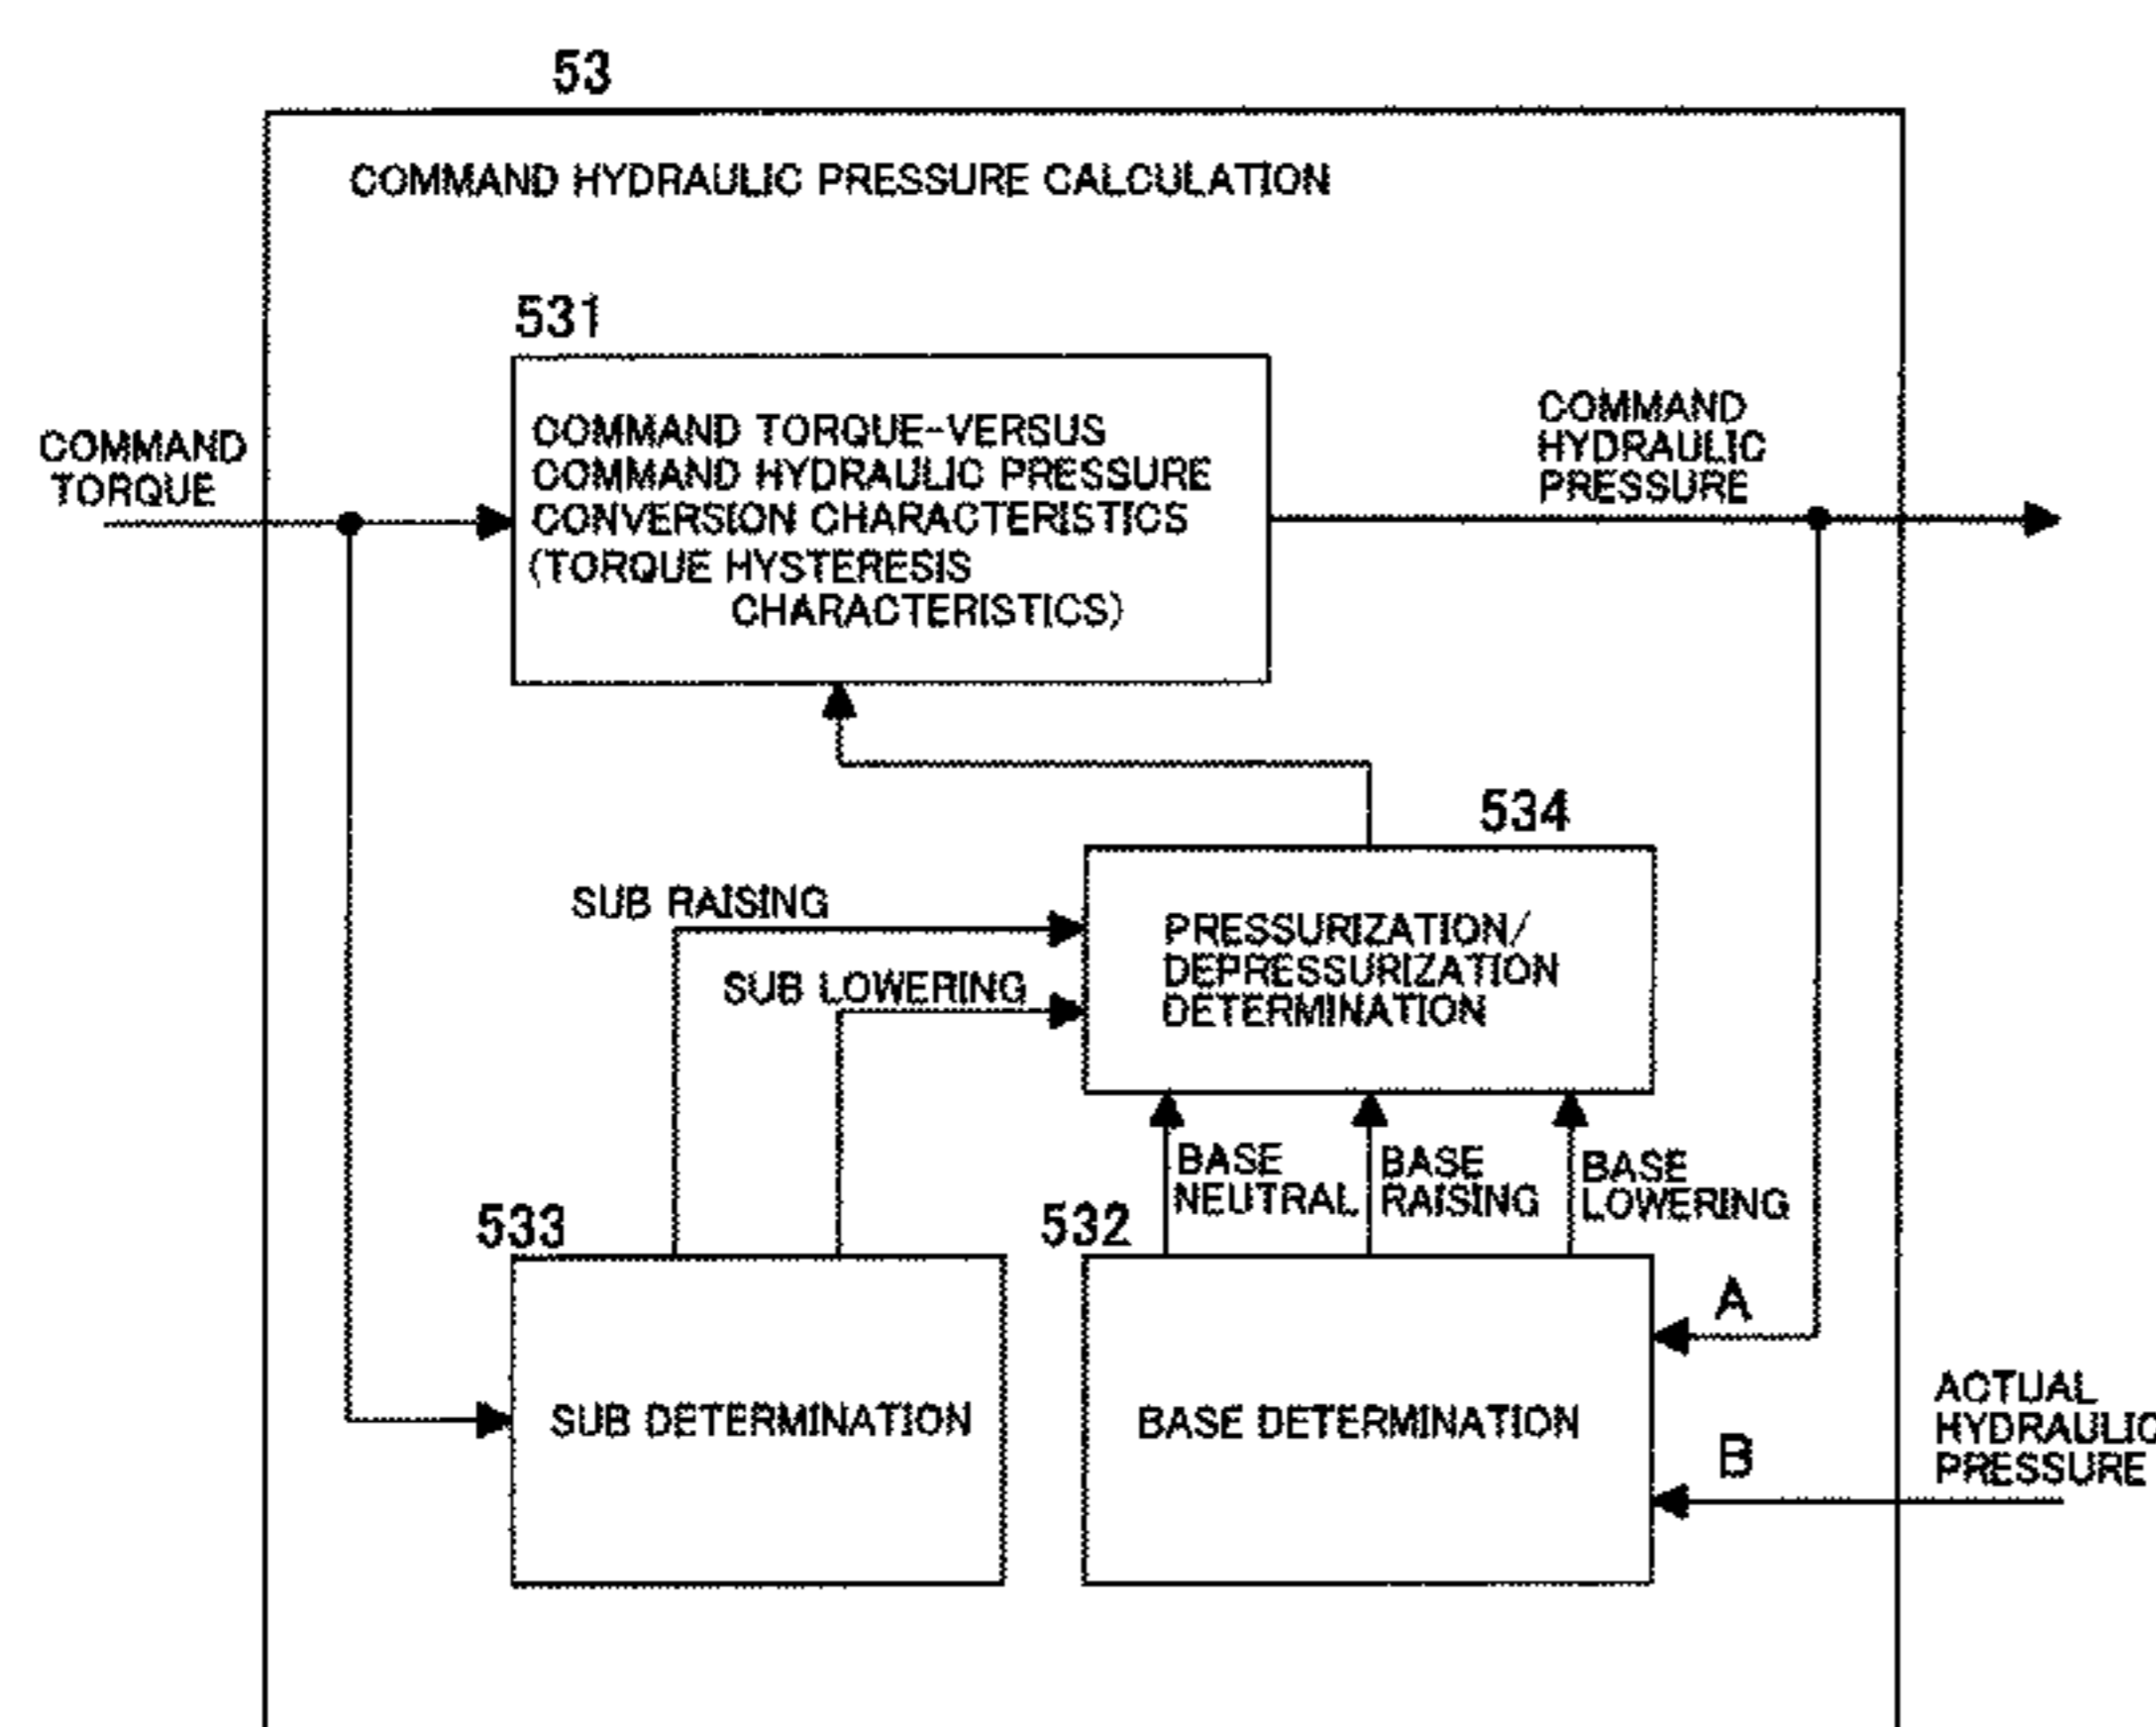 53
COMMAND HYDRAULIC PRESSURE CALCULATION
531
COMMAND TORQUE-VERSUS
COMMAND HYDRAULIC PRESSURE
CONVERSION CHARACTERISTICS
(TORQUE HYSTERESIS
CHARACTERISTICS)
COMMAND
TORQUE
COMMAND
HYDRAULIC
PRESSURE
534
PRESSURIZATION/
DEPRESSURIZATION
DETERMINATION
SUB RAISING
SUB LOWERING
BASE
NEUTRAL
BASE
RAISING
BASE
LOWERING
533
SUB DETERMINATION
532
BASE DETERMINATION
A
B
ACTUAL
HYDRAULIC
PRESSURE